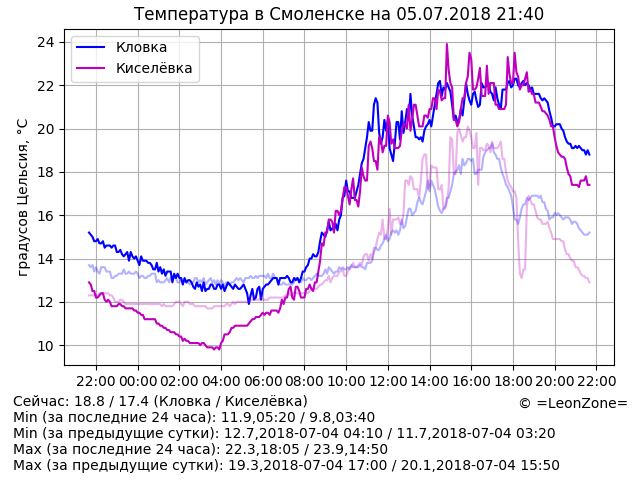 Температура в Смоленске на 05.07.2018 21:40
Кловка
Киселёвка
градусов Цельсия, °C
24
22
20
18
16
14
12
10
22:00 00:00 02:00 04:00 06:00 08:00 10:00 12:00 14:00 16:00 18:00 20:00 22:00
Сейчас: 18.8 / 17.4 (Кловка / Киселёвка)
© =LeonZone=
Min (за последние 24 часа): 11.9,05:20 / 9.8,03:40
Min (за предыдущие сутки): 12.7,2018-07-04 04:10 / 11.7,2018-07-04 03:20
Max (за последние 24 часа): 22.3,18:05 / 23.9,14:50
Max (за предыдущие сутки): 19.3,2018-07-04 17:00 / 20.1,2018-07-04 15:50